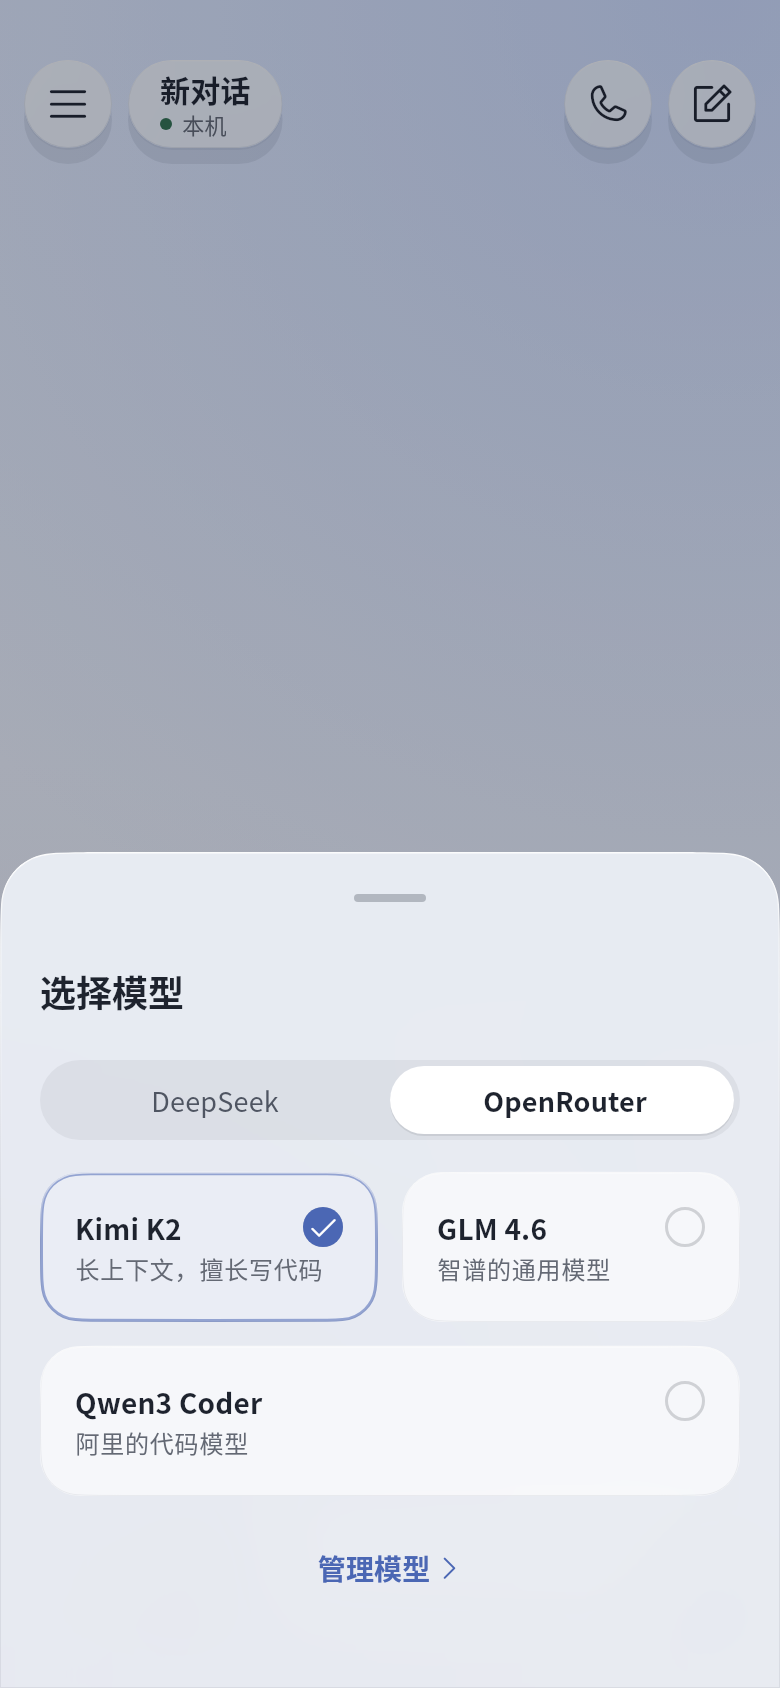 新对话
本机
选择模型
DeepSeek
OpenRouter
Kimi K2
长上下文，擅长写代码
GLM 4.6
智谱的通用模型
Qwen3 Coder
阿里的代码模型
管理模型